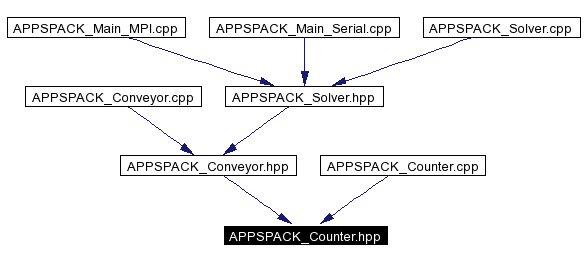 APPSPACK_Main_MPI.cpp
APPSPACK_Main_Serial.cpp
APPSPACK_Solver.cpp
APPSPACK_Conveyor.cpp
APPSPACK_Solver.hpp
APPSPACK_Conveyor.hpp
APPSPACK_Counter.cpp
APPSPACK_Counter.hpp